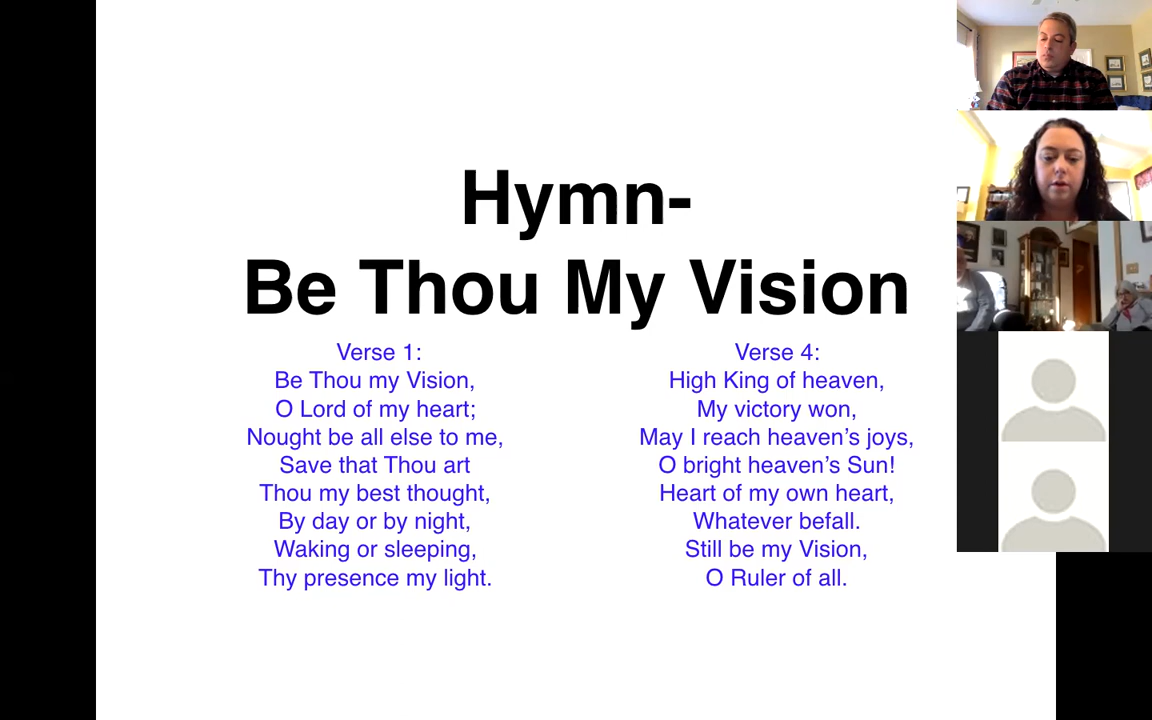 Hymn-
Be Thou My Vision
Verse 1:
Be Thou my Vision,
O Lord of my heart;
Nought be all else to me,
Save that Thou art
Thou my best thought,
By day or by night,
Waking or sleeping,
Thy presence my light.
Verse 4:
High King of heaven,
My victory won,
May I reach heaven’s joys,
O bright heaven’s Sun!
Heart of my own heart,
Whatever befall.
Still be my Vision,
O Ruler of all.